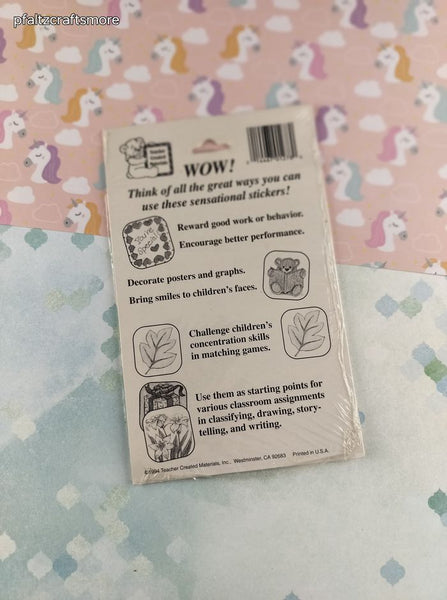 pfaltzcraftsmore
WOW!
Think of all the great ways you can
use these sensational stickers!
Reward good work or behavior.
Encourage better performance.
Decorate posters and graphs.
Bring smiles to children's faces.
Challenge children's
concentration skills
in matching games.
Use them as starting points for
various classroom assignments
in classifying, drawing, story-
telling, and writing.
©1994 Teacher Created Materials, Inc., Westminster, CA 92683 Printed in U.S.A.